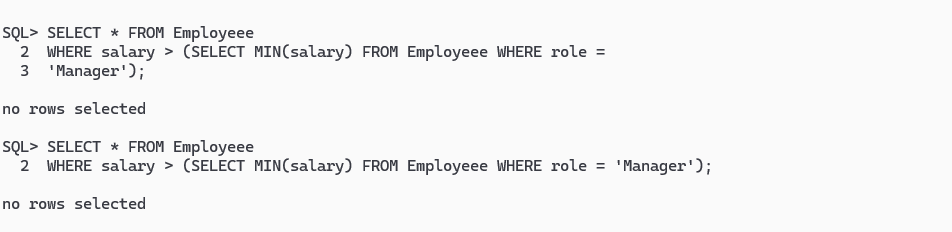 SQL> SELECT * FROM Employeee
  2  WHERE salary > (SELECT MIN(salary) FROM Employeee WHERE role =
  3  'Manager');
no rows selected
SQL> SELECT * FROM Employeee
  2  WHERE salary > (SELECT MIN(salary) FROM Employeee WHERE role = 'Manager');
no rows selected